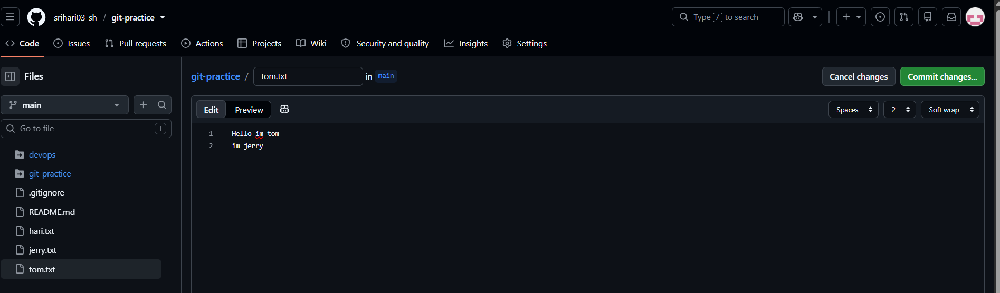 srihari03-sh / git-practice
Type / to search
Code Issues Pull requests Actions Projects Wiki Security and quality Insights Settings
Files
main
Go to file T
devops
git-practice
.gitignore
README.md
hari.txt
jerry.txt
tom.txt
git-practice / tom.txt in main
Cancel changes Commit changes...
Edit Preview
Spaces 2 Soft wrap
1 Hello im tom
2 im jerry